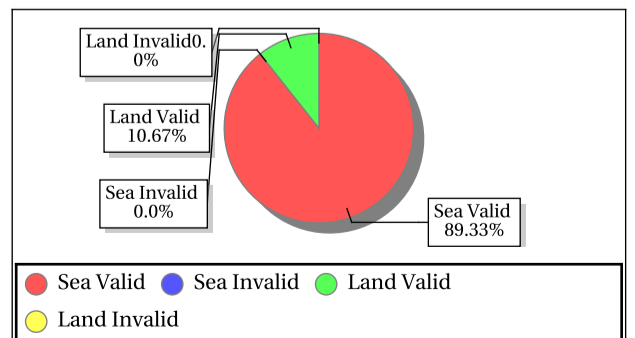 Land Invalid0.
0%
Land Valid
10.67%
Sea Invalid
0.0%
Sea Valid
89.33%
Sea Valid Sea Invalid Land Valid
Land Invalid